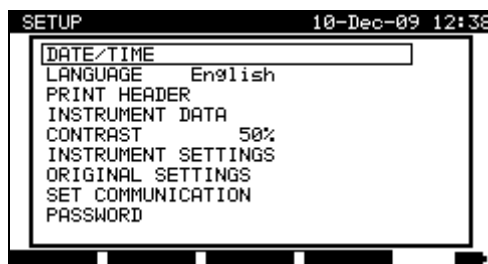 SETUP 10-Dec-09 12:38
DATE/TIME
LANGUAGE English
PRINT HEADER
INSTRUMENT DATA
CONTRAST 50%
INSTRUMENT SETTINGS
ORIGINAL SETTINGS
SET COMMUNICATION
PASSWORD